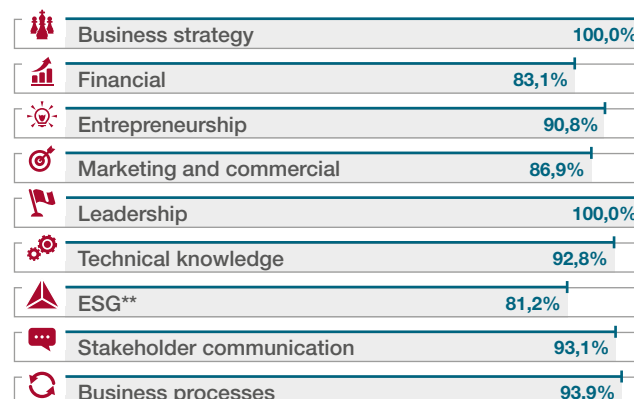 Business strategy 100,0%
Financial 83,1%
Entrepreneurship 90,8%
Marketing and commercial 86,9%
Leadership 100,0%
Technical knowledge 92,8%
ESG** 81,2%
Stakeholder communication 93,1%
Business processes 93,9%